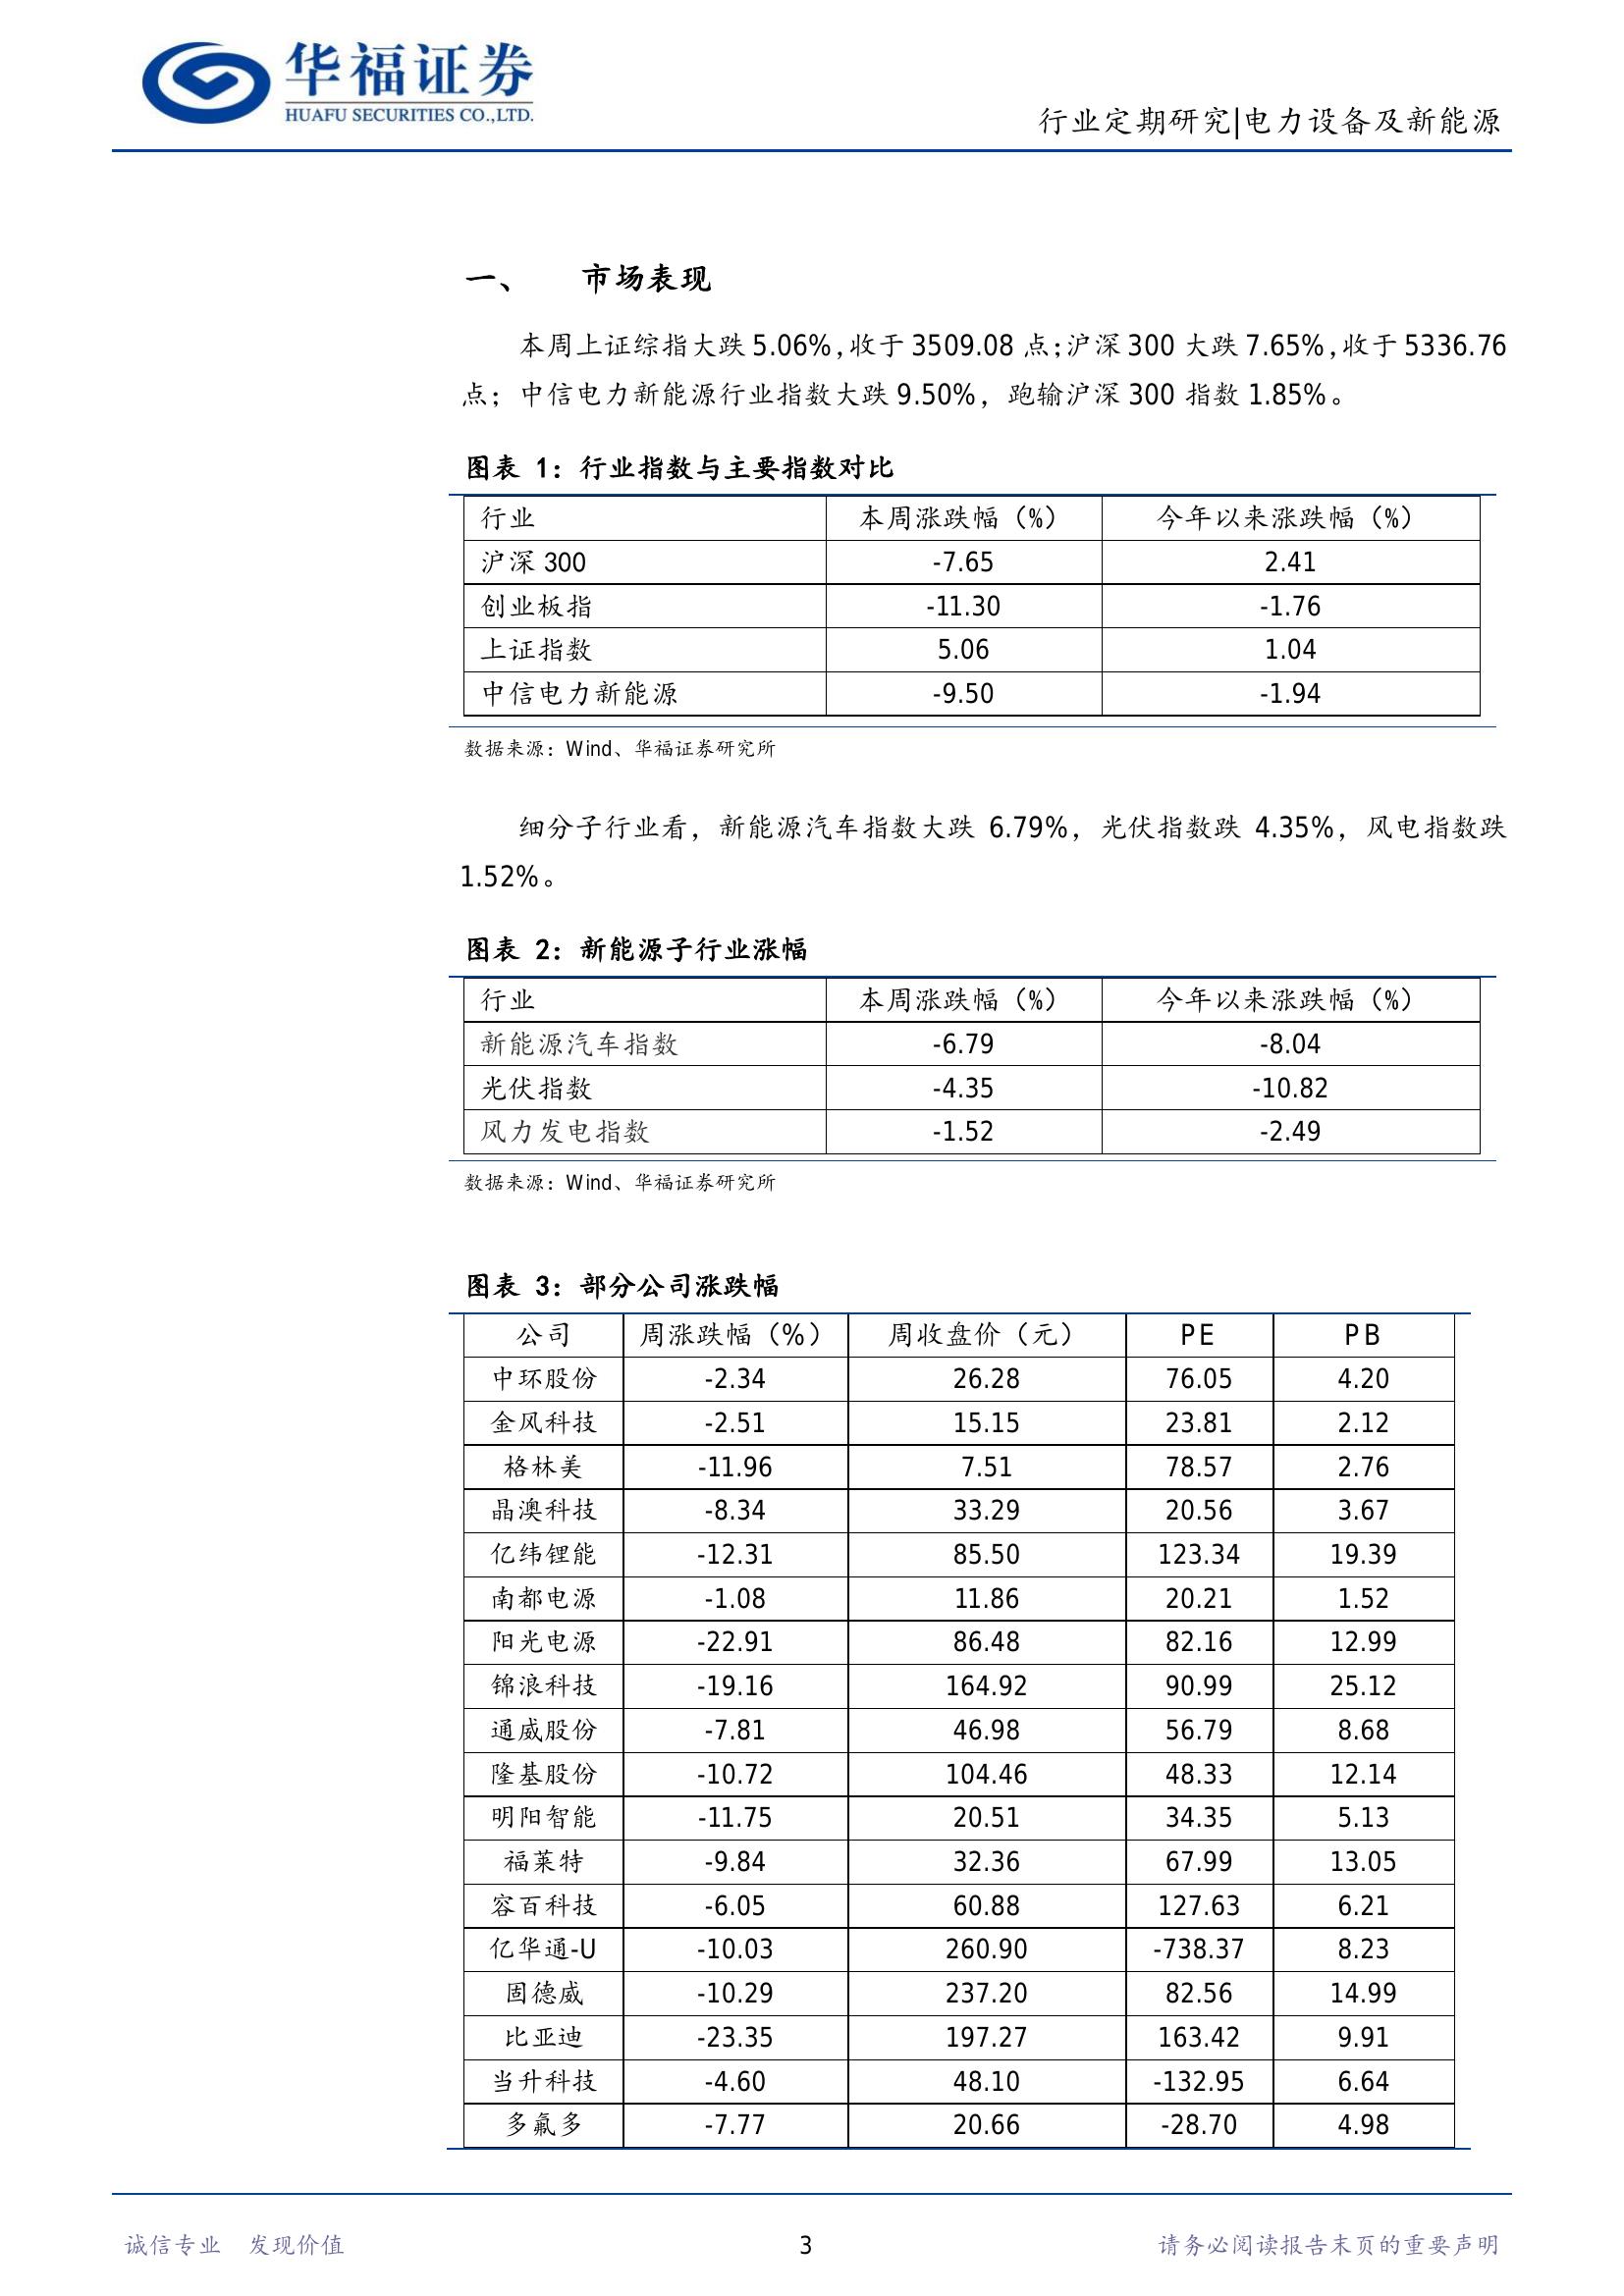 华福证券
HUAFU SECURITIES CO.,LTD.
行业定期研究|电力设备及新能源
一、 市场表现
本周上证综指大跌 5.06%，收于 3509.08 点；沪深 300 大跌 7.65%，收于 5336.76
点；中信电力新能源行业指数大跌 9.50%，跑输沪深 300 指数 1.85%。
图表 1：行业指数与主要指数对比
行业 本周涨跌幅（%） 今年以来涨跌幅（%）
沪深 300 -7.65 2.41
创业板指 -11.30 -1.76
上证指数 5.06 1.04
中信电力新能源 -9.50 -1.94
数据来源：Wind、华福证券研究所
细分子行业看，新能源汽车指数大跌 6.79%，光伏指数跌 4.35%，风电指数跌
1.52%。
图表 2：新能源子行业涨幅
行业 本周涨跌幅（%） 今年以来涨跌幅（%）
新能源汽车指数 -6.79 -8.04
光伏指数 -4.35 -10.82
风力发电指数 -1.52 -2.49
数据来源：Wind、华福证券研究所
图表 3：部分公司涨跌幅
公司 周涨跌幅（%） 周收盘价（元） PE PB
中环股份 -2.34 26.28 76.05 4.20
金风科技 -2.51 15.15 23.81 2.12
格林美 -11.96 7.51 78.57 2.76
晶澳科技 -8.34 33.29 20.56 3.67
亿纬锂能 -12.31 85.50 123.34 19.39
南都电源 -1.08 11.86 20.21 1.52
阳光电源 -22.91 86.48 82.16 12.99
锦浪科技 -19.16 164.92 90.99 25.12
通威股份 -7.81 46.98 56.79 8.68
隆基股份 -10.72 104.46 48.33 12.14
明阳智能 -11.75 20.51 34.35 5.13
福莱特 -9.84 32.36 67.99 13.05
容百科技 -6.05 60.88 127.63 6.21
亿华通-U -10.03 260.90 -738.37 8.23
固德威 -10.29 237.20 82.56 14.99
比亚迪 -23.35 197.27 163.42 9.91
当升科技 -4.60 48.10 -132.95 6.64
多氟多 -7.77 20.66 -28.70 4.98
诚信专业 发现价值 3 请务必阅读报告末页的重要声明